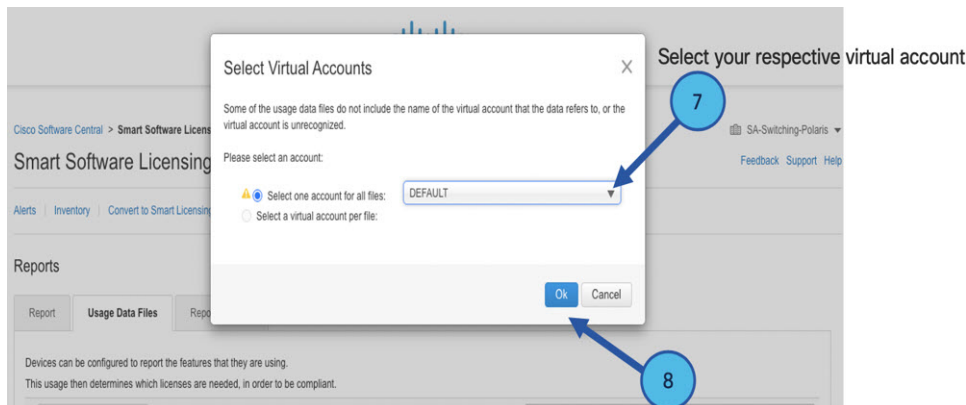 Select Virtual Accounts
X
Select your respective virtual account
Some of the usage data files do not include the name of the virtual account that the data refers to, or the
virtual account is unrecognized.
7
Cisco Software Central > Smart Software Licens
SA-Switching-Polaris
Smart Software Licensing
Please select an account:
Feedback Support Help
Select one account for all files:
DEFAULT
Select a virtual account per file:
Alerts | Inventory | Convert to Smart Licensing
Reports
Ok
Cancel
Report
Usage Data Files
Repo
Devices can be configured to report the features that they are using.
This usage then determines which licenses are needed, in order to be compliant.
8